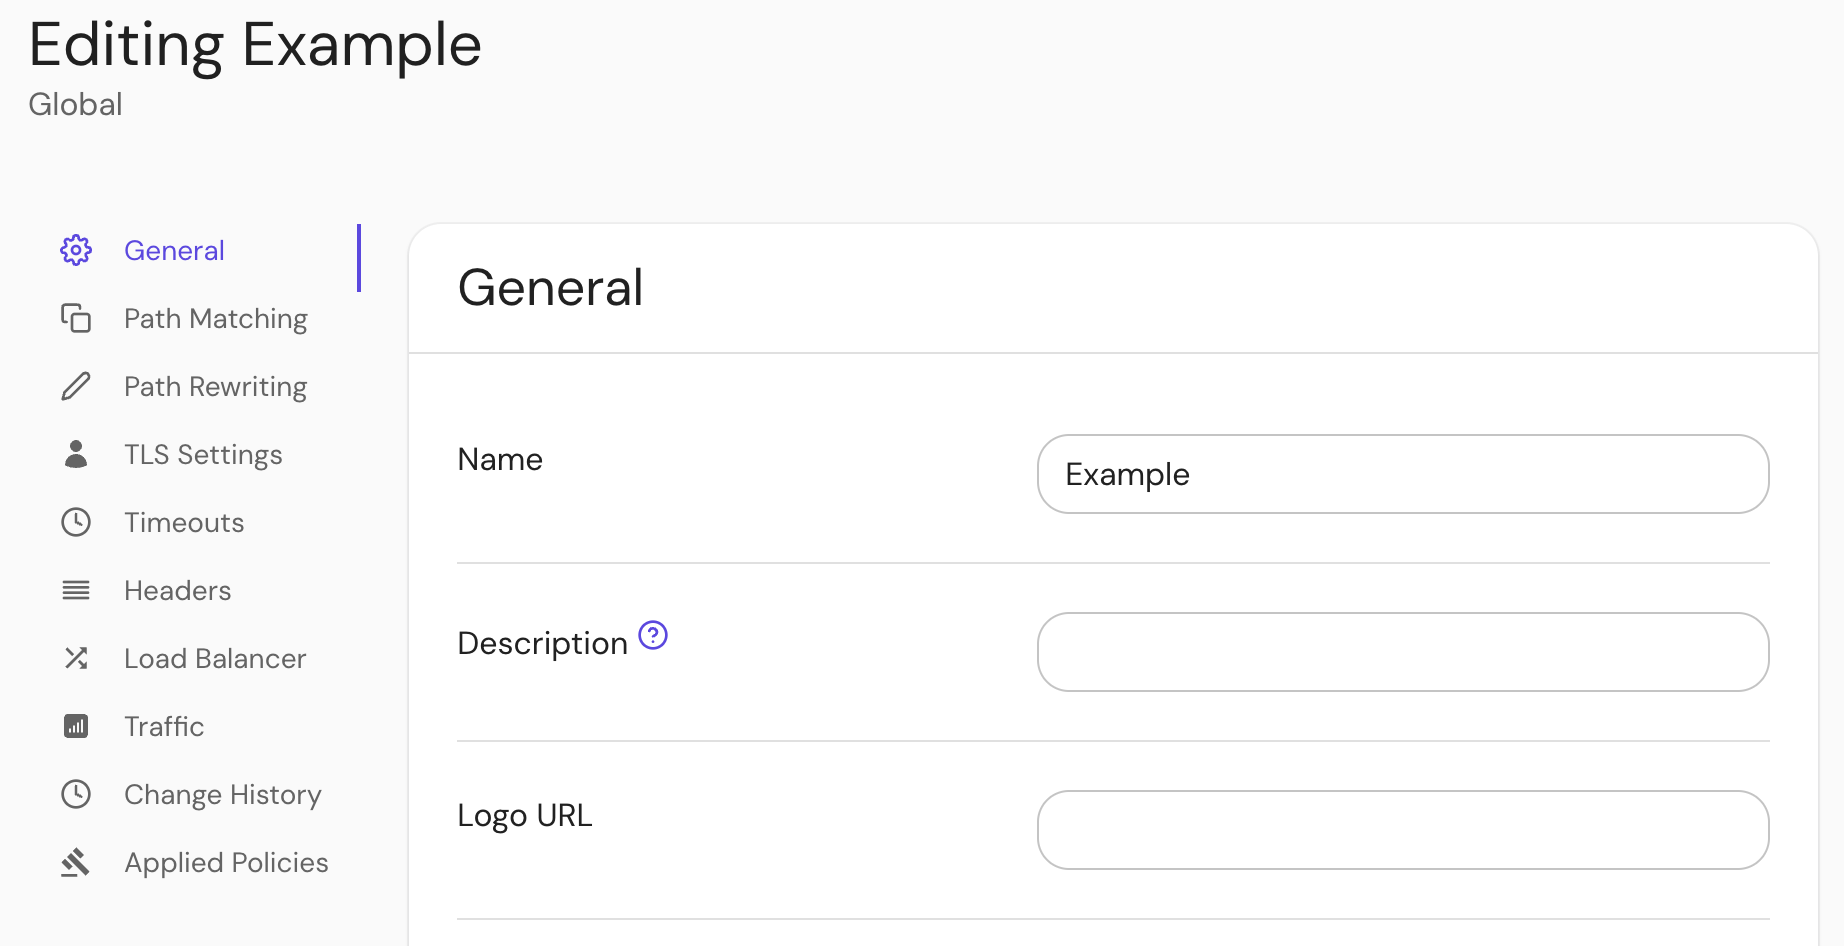 Editing Example
Global
General
Path Matching
Path Rewriting
TLS Settings
Timeouts
Headers
Load Balancer
Traffic
Change History
Applied Policies
General
Name
Example
Description ?
Logo URL